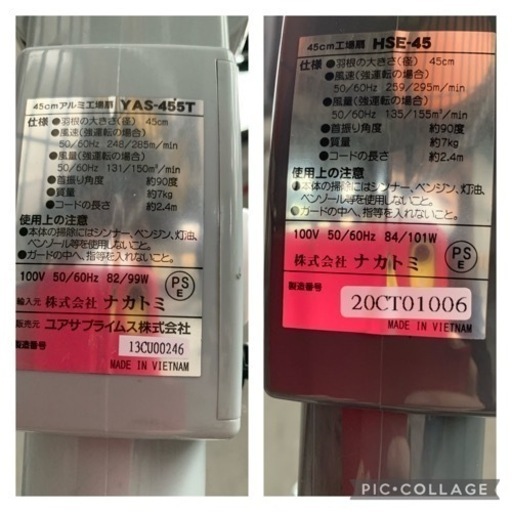 45cmアルミ工場扇 YAS-455T
仕様 ●羽根の大きさ(径) 45cm
●風速(強運転の場合)
50/60Hz 248/285m/min
●風量(強運転の場合)
50/60Hz 131/150m³/min
●首振り角度 約90度
●質量 約7kg
●コードの長さ 約2.4m
使用上の注意
●本体の掃除にはシンナー、ベンジン、灯油、
ベンゾール等を使用しないこと。
●ガードの中へ、指等を入れないこと。
100V 50/60Hz 82/99W
PS
E
輸入元 株式会社 ナカトミ
販売元 ユアサプライムス株式会社
製造番号 13CU00246
MADE IN VIETNAM
45cm工場扇 HSE-45
仕様 ●羽根の大きさ(径) 45cm
●風速(強運転の場合)
50/60Hz 259/295m/min
●風量(強運転の場合)
50/60Hz 135/155m³/min
●首振り角度 約90度
●質量 約7kg
●コードの長さ 約2.4m
使用上の注意
●本体の掃除にはシンナー、ベンジン、灯油、
ベンゾール等を使用しないこと。
●ガードの中へ、指等を入れないこと。
100V 50/60Hz 84/101W
PS
E
株式会社 ナカトミ
製造番号
20CT01006
MADE IN VIETNAM
PIC•COLLAGE